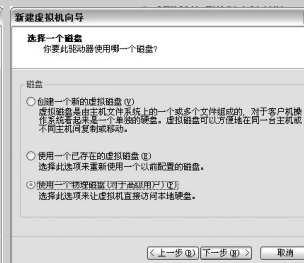 新建虚拟机向导
选择一个磁盘
你要此驱动器使用哪一个磁盘?
磁盘
创建一个新的虚拟磁盘(V)
虚拟磁盘是由主机文件系统上的一个或多个文件组成的，对于客户机操
作系统看起来是一个单独的硬盘。虚拟磁盘可以方便地在同一台主机或
不同主机间复制或移动。
使用一个已存在的虚拟磁盘(E)
选择此选项来重新使用一个以前配置的磁盘。
使用一个物理磁盘(对于高级用户)(P)
选择此选项来让虚拟机直接访问本地硬盘。
< 上一步(B)
下一步(N) >
取消